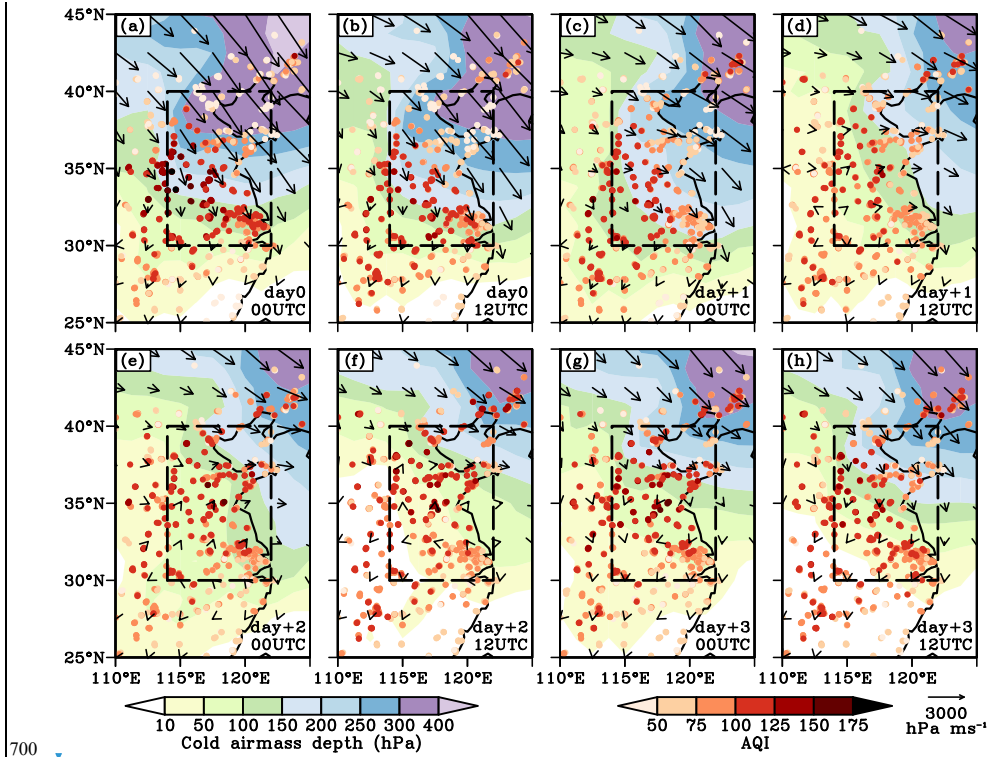 45°N (a) (b) (c) (d)
40°N
35°N
30°N
25°N
day0 00UTC
day0 12UTC
day+1 00UTC
day+1 12UTC
45°N (e) (f) (g) (h)
40°N
35°N
30°N
25°N
day+2 00UTC
day+2 12UTC
day+3 00UTC
day+3 12UTC
110°E 115°E 120°E 110°E 115°E 120°E 110°E 115°E 120°E 110°E 115°E 120°E
10 50 100 150 200 250 300 400
Cold airmass depth (hPa)
50 75 100 125 150 175
AQI
3000
hPa ms⁻¹
700